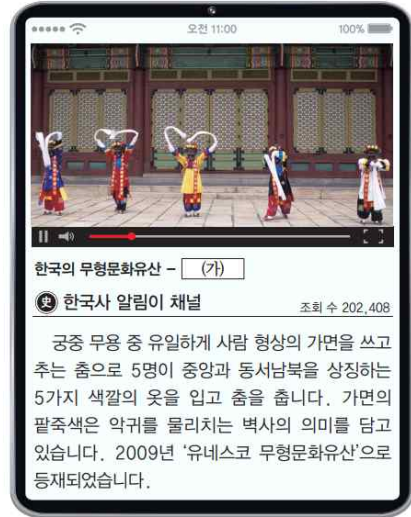 오전 11:00 100%
한국의 무형문화유산 – (가)
史 한국사 알림이 채널
조회 수 202,408
궁중 무용 중 유일하게 사람 형상의 가면을 쓰고
추는 춤으로 5명이 중앙과 동서남북을 상징하는
5가지 색깔의 옷을 입고 춤을 춥니다. 가면의
팥죽색은 악귀를 물리치는 벽사의 의미를 담고
있습니다. 2009년 ‘유네스코 무형문화유산’으로
등재되었습니다.